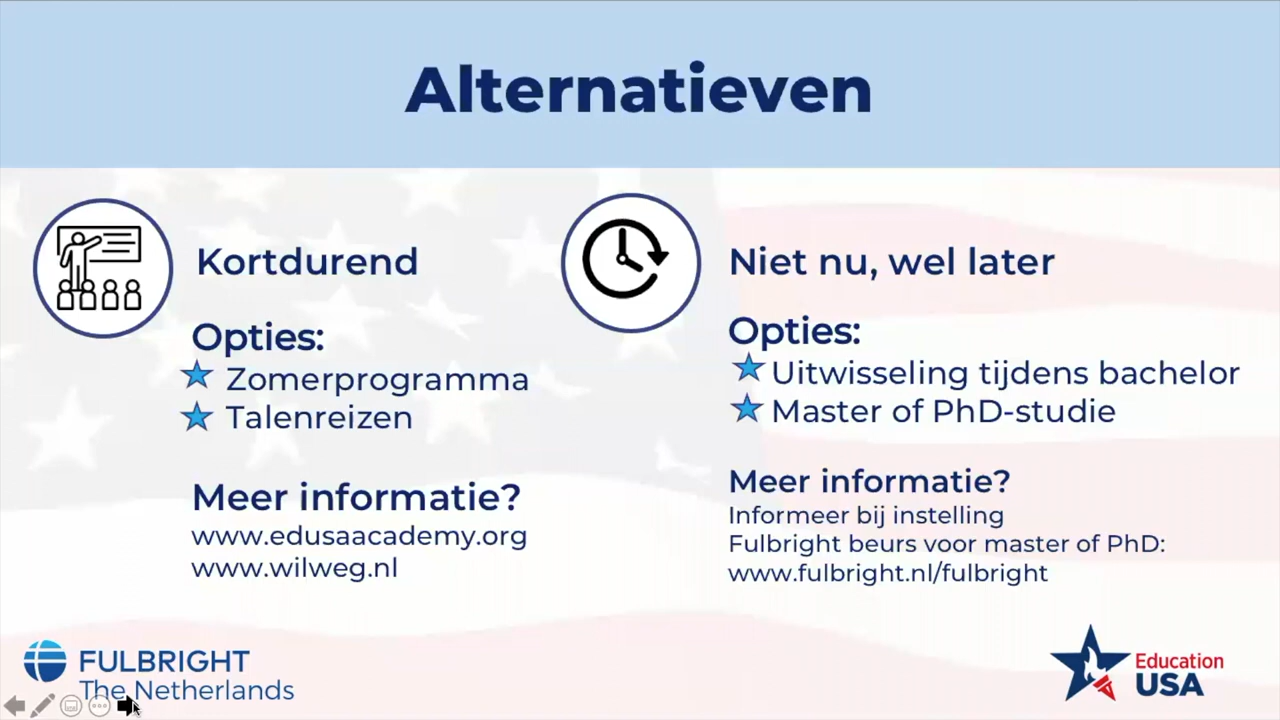 Alternatieven
Kortdurend
Opties:
Zomerprogramma
Talenreizen
Meer informatie?
www.edusaacademy.org
www.wilweg.nl
Niet nu, wel later
Opties:
Uitwisseling tijdens bachelor
Master of PhD-studie
Meer informatie?
Informeer bij instelling
Fulbright beurs voor master of PhD:
www.fulbright.nl/fulbright
FULBRIGHT
The Netherlands
Education
USA